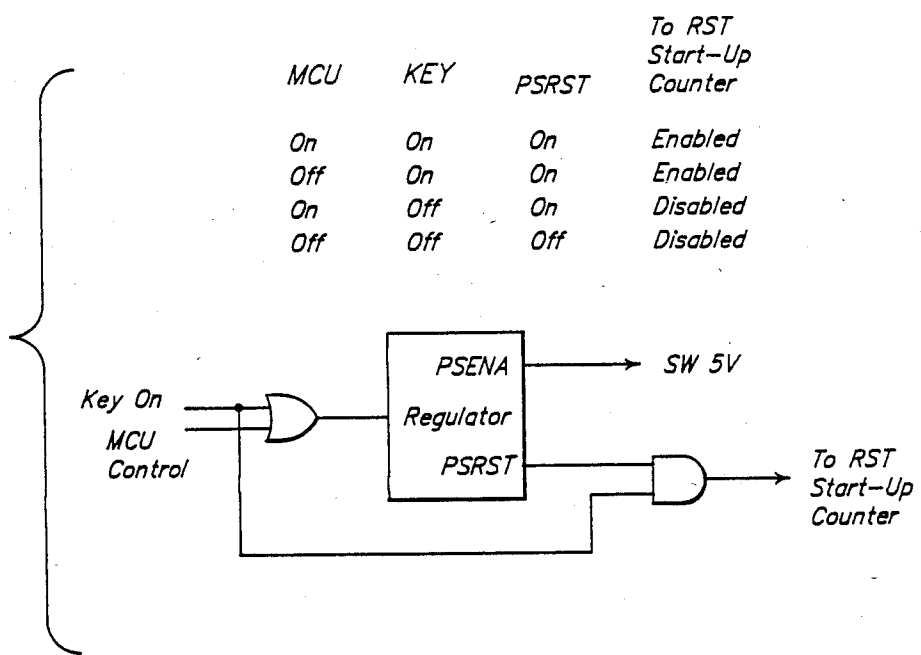 To RST
Start-Up
Counter
MCU KEY PSRST
On On On Enabled
Off On On Enabled
On Off On Disabled
Off Off Off Disabled
PSENA
SW 5V
Key On
Regulator
MCU
Control
PSRST
To RST
Start-Up
Counter